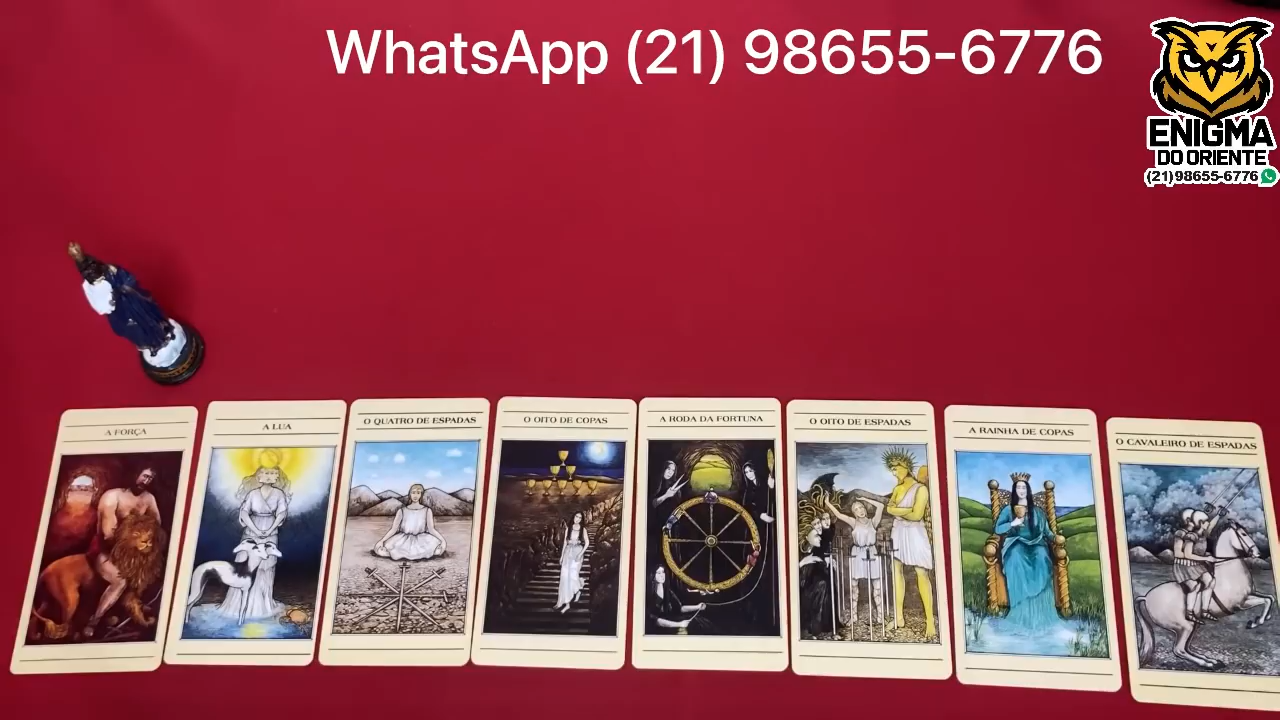 WhatsApp (21) 98655-6776
ENIGMA
DO ORIENTE
(21)98655-6776
A FORÇA
A LUA
O QUATRO DE ESPADAS
O OITO DE COPAS
A RODA DA FORTUNA
O OITO DE ESPADAS
A RAINHA DE COPAS
O CAVALEIRO DE ESPADAS